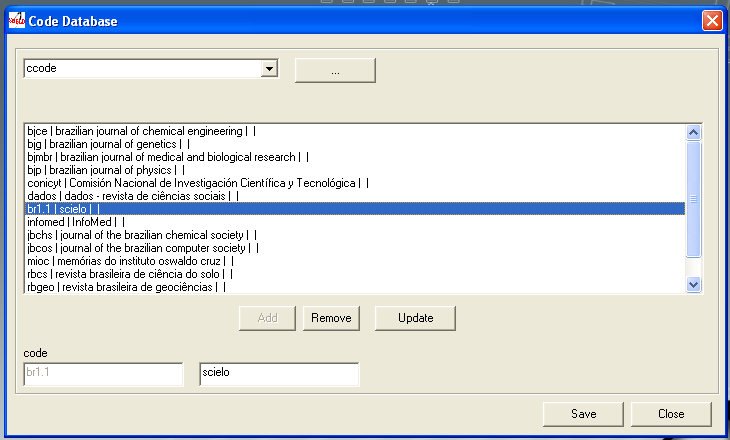 Code Database
ccode
...
bjce | brazilian journal of chemical engineering | |
bjg | brazilian journal of genetics | |
bjmbr | brazilian journal of medical and biological research | |
bjp | brazilian journal of physics | |
conicyt | Comisión Nacional de Investigación Científica y Tecnológica | |
dados | dados - revista de ciências sociais | |
br1.1 | scielo | |
infomed | InfoMed | |
jbchs | journal of the brazilian chemical society | |
jbcos | journal of the brazilian computer society | |
mioc | memórias do instituto oswaldo cruz | |
rbcs | revista brasileira de ciência do solo | |
rbgeo | revista brasileira de geociências | |
Add Remove Update
code
br1.1 scielo
Save Close